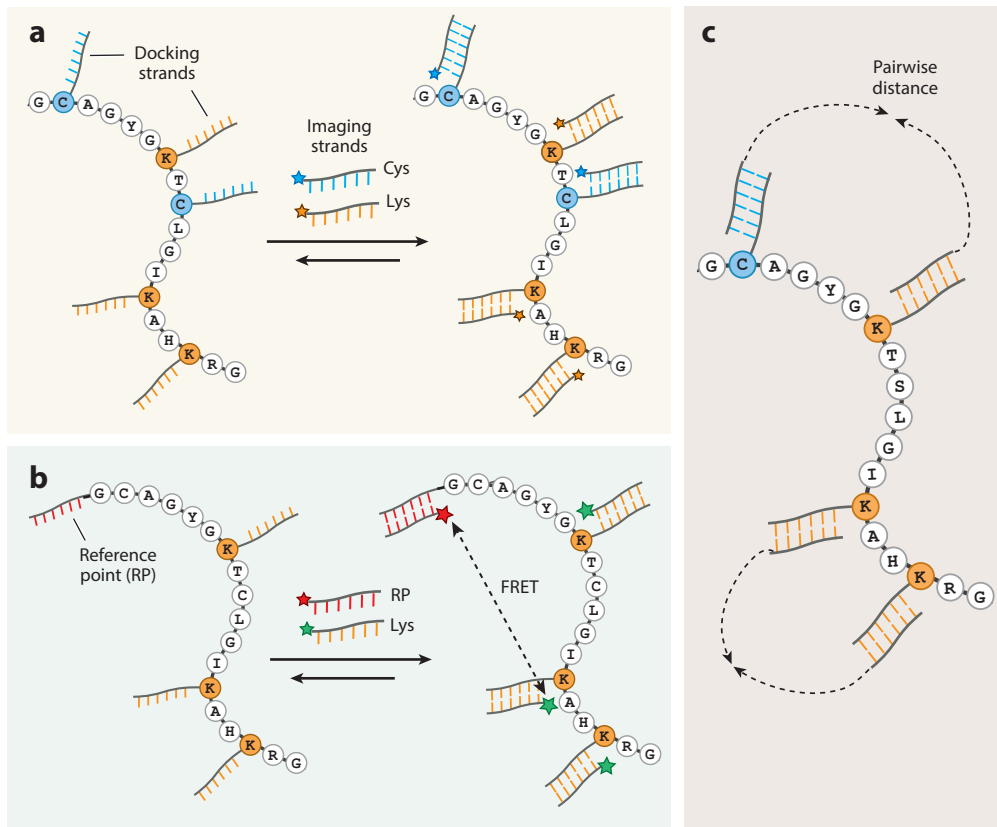 a
Docking
strands
G C A G Y G K T C L G I K A H K R G
Imaging
strands
Cys
Lys
G C A G Y G K T C L G I K A H K R G
b
G C A G Y G K T C L G I K A H K R G
Reference
point (RP)
RP
Lys
G C A G Y G K T C L G I K A H K R G
FRET
c
Pairwise
distance
G C A G Y G K T S L G I K A H K R G